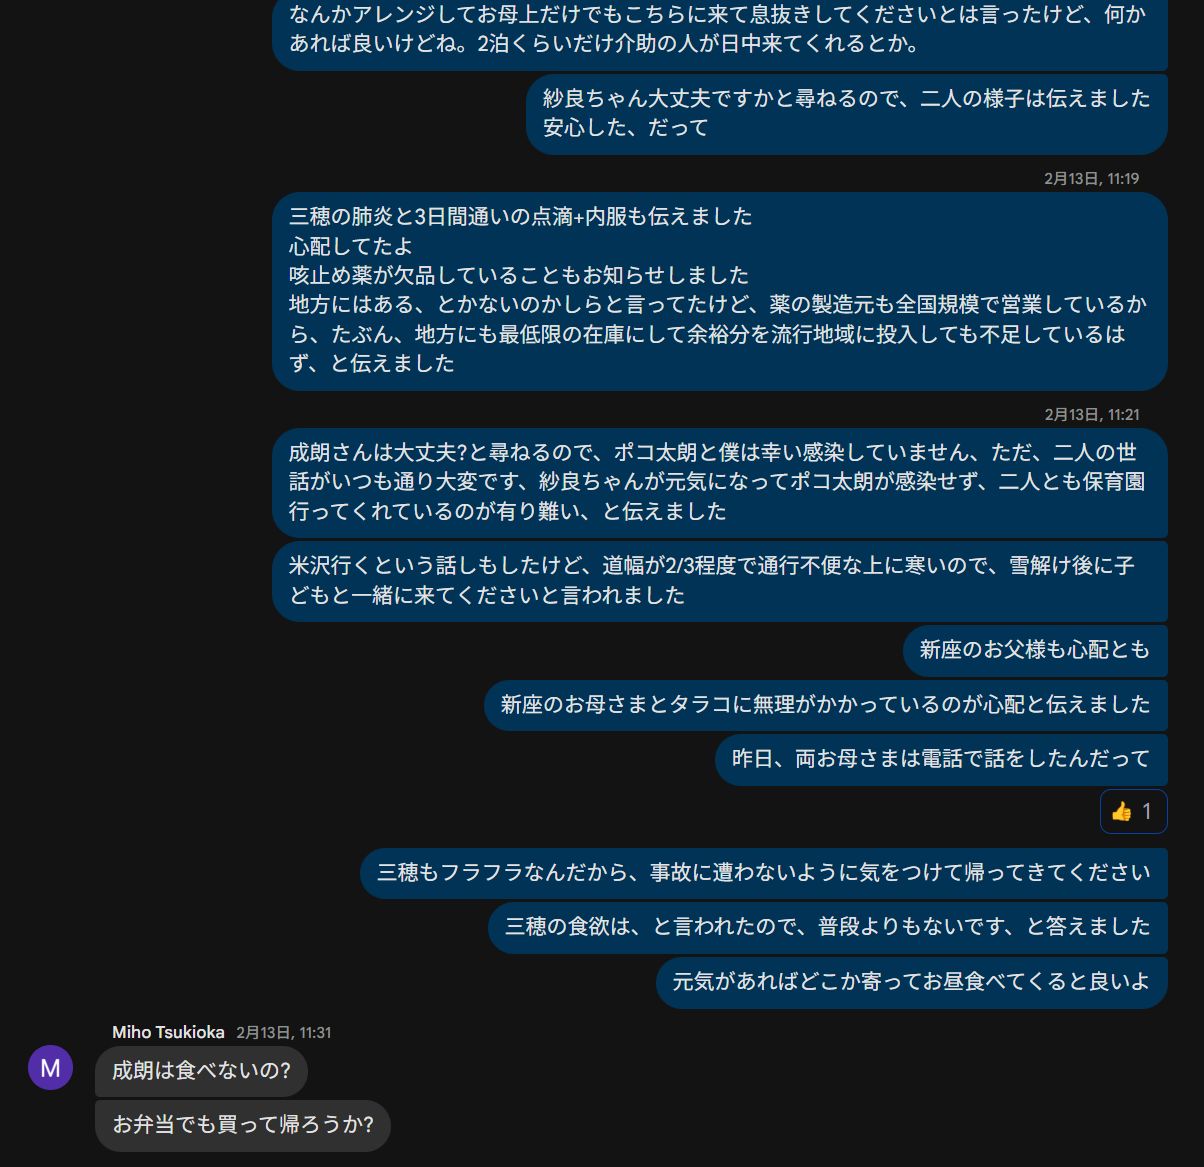 なんかアレンジしてお母上だけでもこちらに来て息抜きしてくださいとは言ったけど、何か
あれば良いけどね。2泊くらいだけ介助の人が日中来てくれるとか。
紗良ちゃん大丈夫ですかと尋ねるので、二人の様子は伝えました
安心した、だって
2月13日, 11:19
三穂の肺炎と3日間通いの点滴+内服も伝えました
心配してたよ
咳止め薬が欠品していることもお知らせしました
地方にはある、とかないのかしらと言ってたけど、薬の製造元も全国規模で営業しているか
ら、たぶん、地方にも最低限の在庫にして余裕分を流行地域に投入しても不足しているは
ず、と伝えました
2月13日, 11:21
成朗さんは大丈夫?と尋ねるので、ポコ太朗と僕は幸い感染していません、ただ、二人の世
話がいつも通り大変です、紗良ちゃんが元気になってポコ太朗が感染せず、二人とも保育園
行ってくれているのが有り難い、と伝えました
米沢行くという話しもしたけど、道幅が2/3程度で通行不便な上に寒いので、雪解け後に子
どもと一緒に来てくださいと言われました
新座のお父様も心配とも
新座のお母さまとタラコに無理がかかっているのが心配と伝えました
昨日、両お母さまは電話で話をしたんだって
👍 1
三穂もフラフラなんだから、事故に遭わないように気をつけて帰ってきてください
三穂の食欲は、と言われたので、普段よりもないです、と答えました
元気があればどこか寄ってお昼食べてくると良いよ
Miho Tsukioka 2月13日, 11:31
M
成朗は食べないの?
お弁当でも買って帰ろうか?